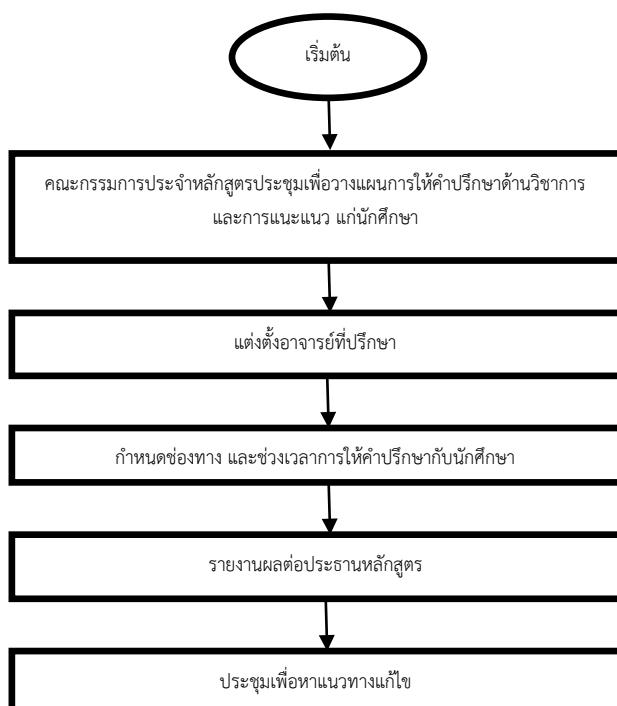 เริ่มต้น
คณะกรรมการประจำหลักสูตรประชุมเพื่อวางแผนการให้คำปรึกษาด้านวิชาการ
และการแนะแนว แก่นักศึกษา
แต่งตั้งอาจารย์ที่ปรึกษา
กำหนดช่องทาง และช่วงเวลาการให้คำปรึกษากับนักศึกษา
รายงานผลต่อประธานหลักสูตร
ประชุมเพื่อหาแนวทางแก้ไข